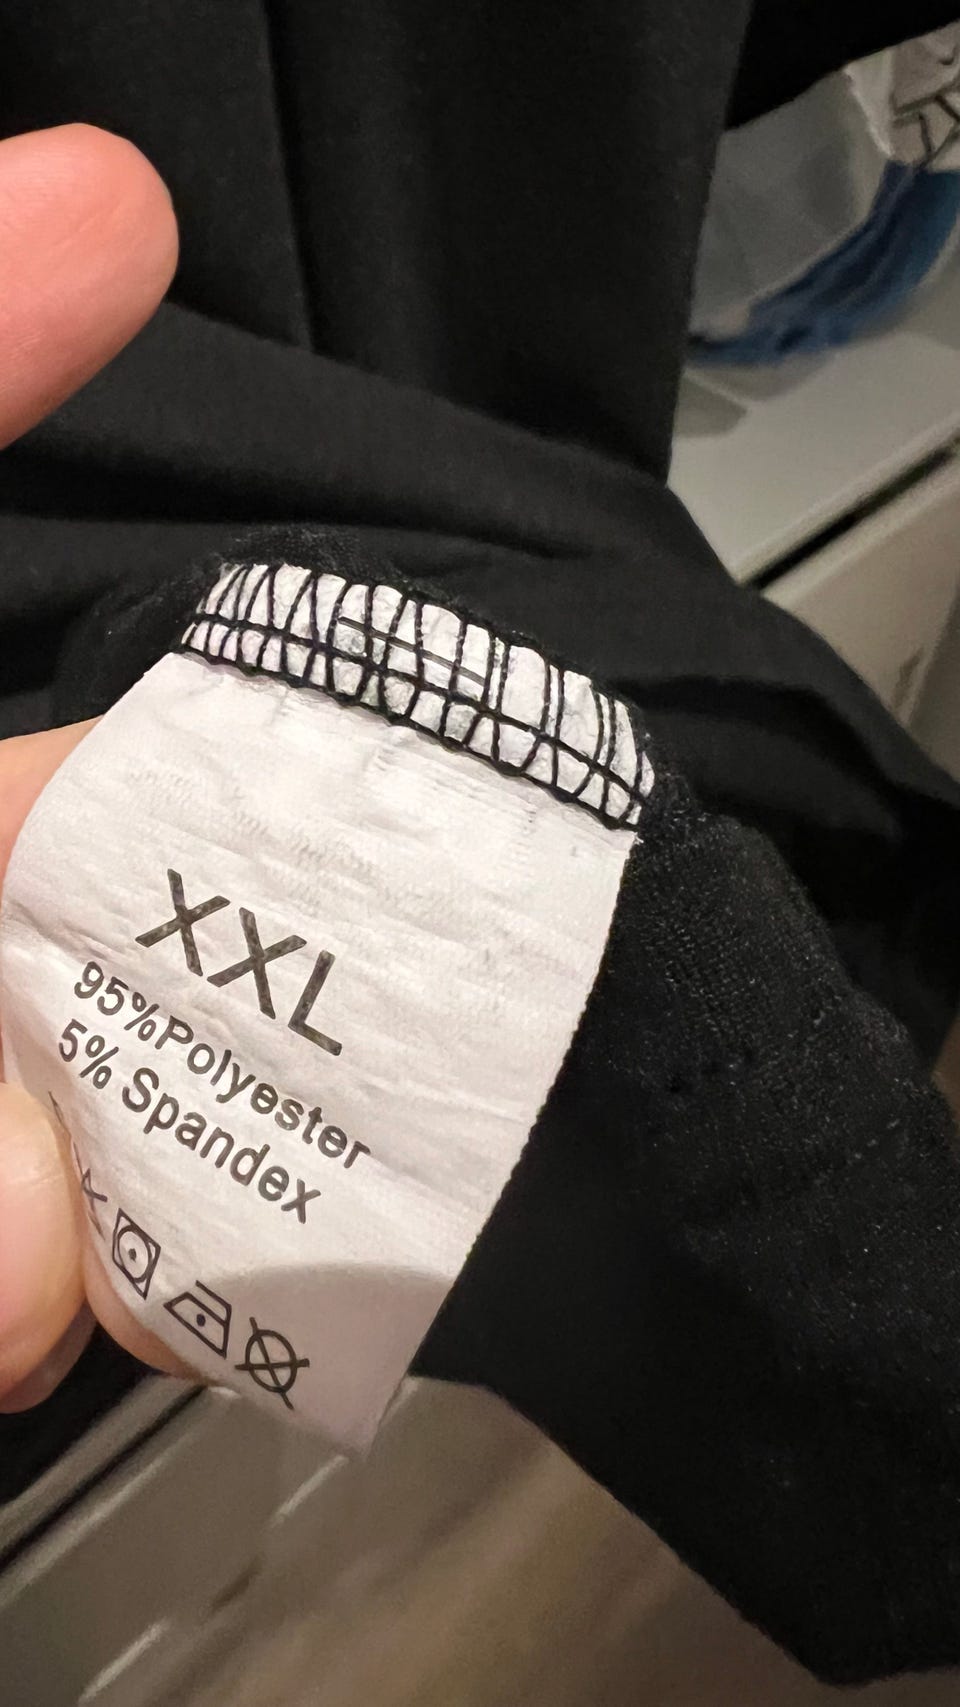 XXL
95%Polyester
5% Spandex